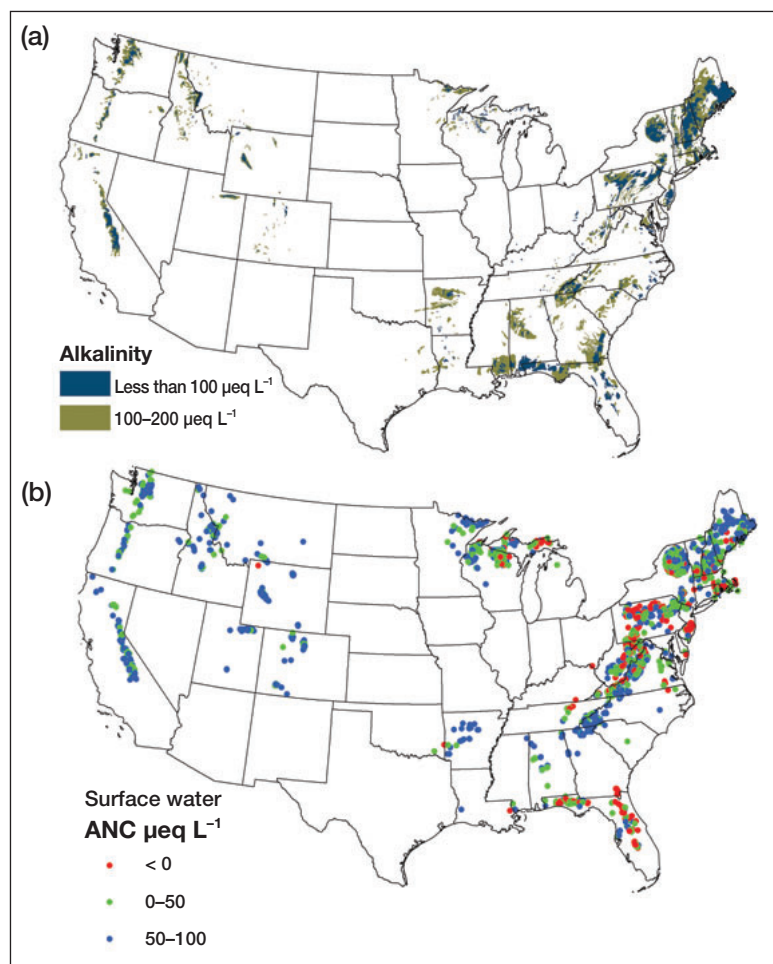 (a)
Alkalinity
Less than 100 µeq L⁻¹
100–200 µeq L⁻¹
(b)
Surface water
ANC µeq L⁻¹
< 0
0–50
50–100